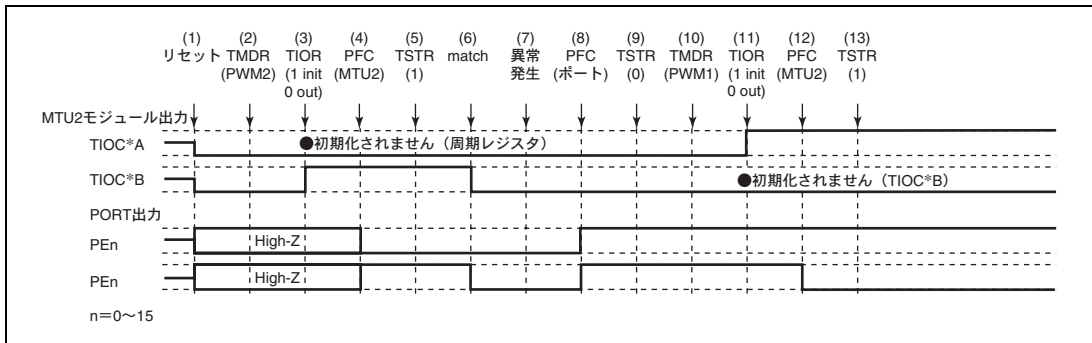 (1) (2) (3) (4) (5) (6) (7) (8) (9) (10) (11) (12) (13)
リセット TMDR TIOR PFC TSTR match 異常 PFC TSTR TMDR TIOR PFC TSTR
(PWM2) (1 init (MTU2) (1) 発生 (ポート) (0) (PWM1) (1 init (MTU2) (1)
0 out) 0 out)
MTU2モジュール出力
TIOC*A ●初期化されません（周期レジスタ）
TIOC*B ●初期化されません（TIOC*B）
PORT出力
PEn High-Z
PEn High-Z
n＝0～15